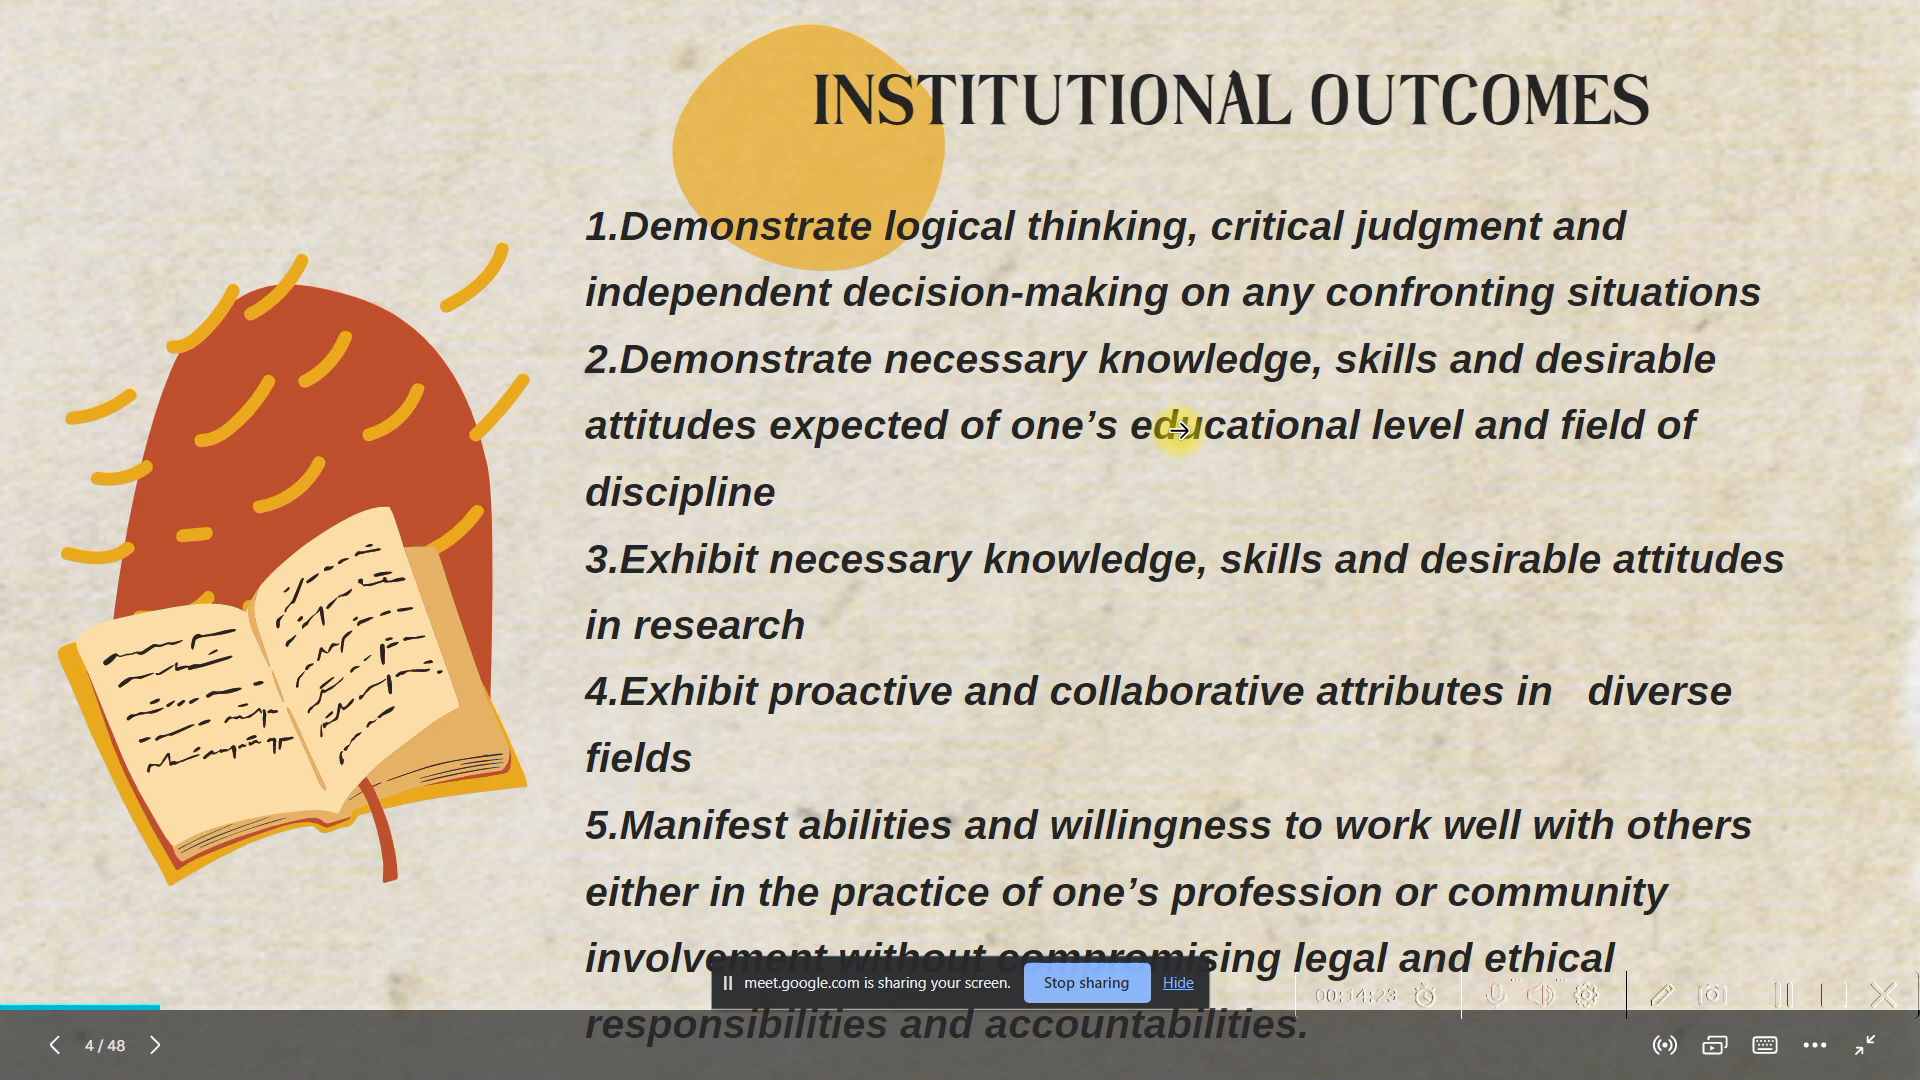 INSTITUTIONAL OUTCOMES
1.Demonstrate logical thinking, critical judgment and
independent decision-making on any confronting situations
2.Demonstrate necessary knowledge, skills and desirable
attitudes expected of one’s educational level and field of
discipline
3.Exhibit necessary knowledge, skills and desirable attitudes
in research
4.Exhibit proactive and collaborative attributes in diverse
fields
5.Manifest abilities and willingness to work well with others
either in the practice of one’s profession or community
involvement without compromising legal and ethical
meet.google.com is sharing your screen. Stop sharing Hide
00:14:23
responsibilities and accountabilities.
4 / 48